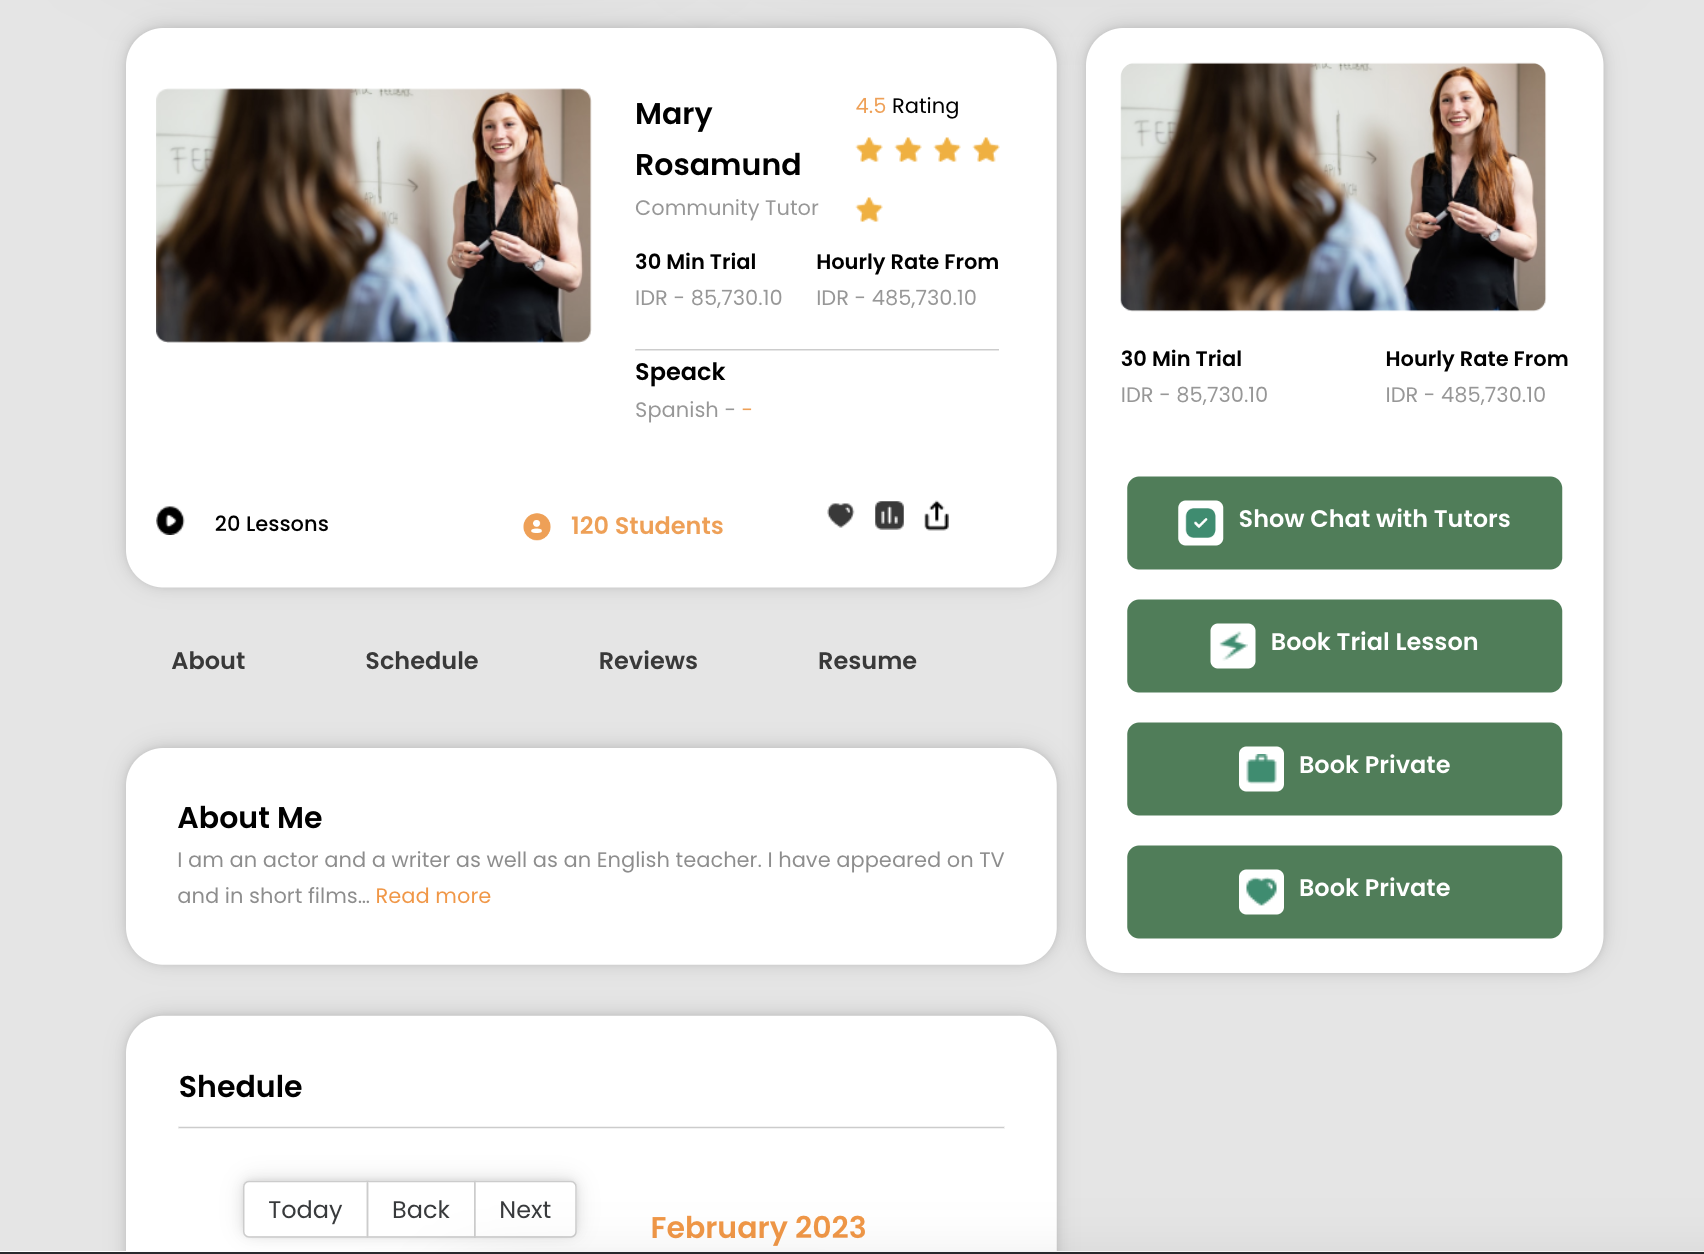 Mary
Rosamund
Community Tutor
4.5 Rating
30 Min Trial
Hourly Rate From
IDR - 85,730.10
IDR - 485,730.10
Speack
Spanish - -
20 Lessons
120 Students
About
Schedule
Reviews
Resume
About Me
I am an actor and a writer as well as an English teacher. I have appeared on TV
and in short films... Read more
Shedule
Today
Back
Next
February 2023
30 Min Trial
Hourly Rate From
IDR - 85,730.10
IDR - 485,730.10
Show Chat with Tutors
Book Trial Lesson
Book Private
Book Private